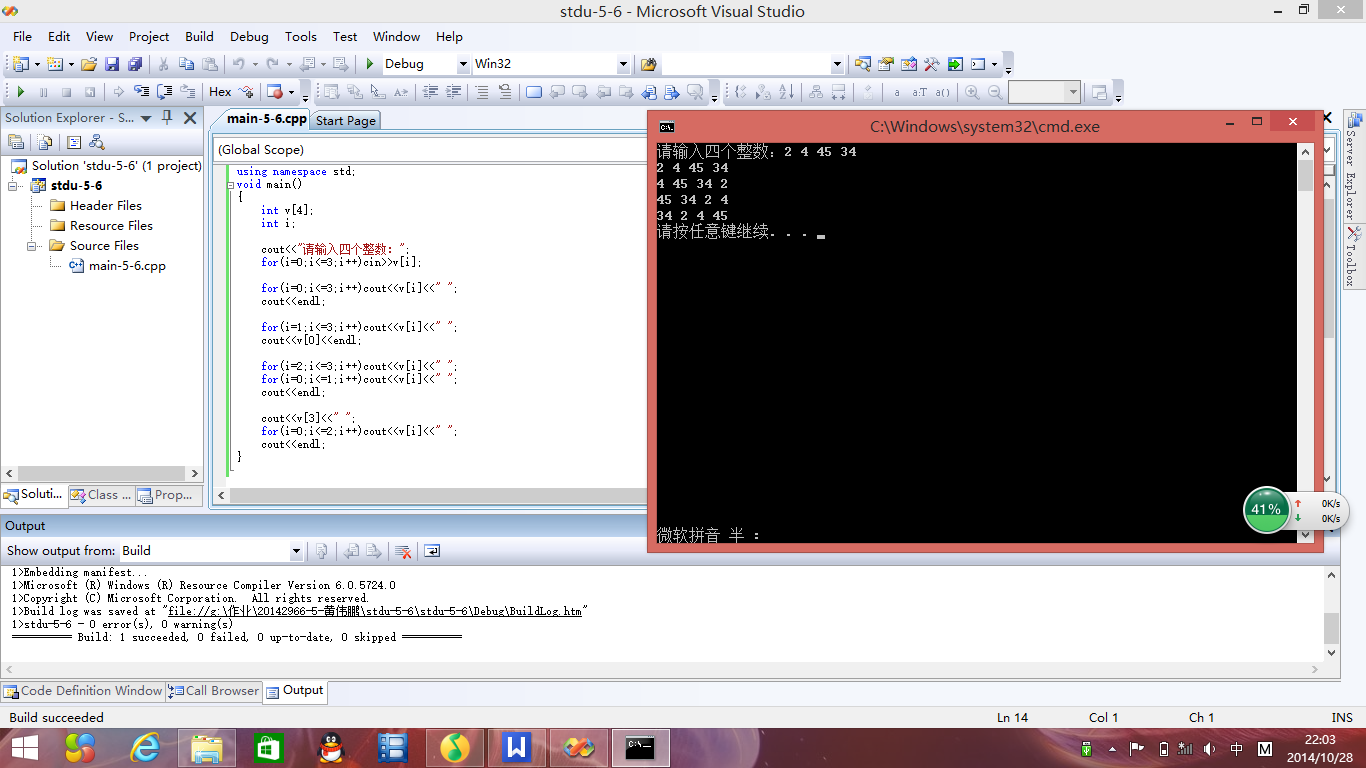 stdu-5-6 - Microsoft Visual Studio
File Edit View Project Build Debug Tools Test Window Help
Debug Win32
Hex
Solution Explorer - S...
main-5-6.cpp Start Page
(Global Scope)
Solution 'stdu-5-6' (1 project)
stdu-5-6
Header Files
Resource Files
Source Files
main-5-6.cpp
Soluti... Class ... Prop...
using namespace std;
void main()
{
int v[4];
int i;
cout<<"请输入四个整数：";
for(i=0;i<=3;i++)cin>>v[i];
for(i=0;i<=3;i++)cout<<v[i]<<" ";
cout<<endl;
for(i=1;i<=3;i++)cout<<v[i]<<" ";
cout<<v[0]<<endl;
for(i=2;i<=3;i++)cout<<v[i]<<" ";
for(i=0;i<=1;i++)cout<<v[i]<<" ";
cout<<endl;
cout<<v[3]<<" ";
for(i=0;i<=2;i++)cout<<v[i]<<" ";
cout<<endl;
}
C:\Windows\system32\cmd.exe
请输入四个整数：2 4 45 34
2 4 45 34
4 45 34 2
45 34 2 4
34 2 4 45
请按任意键继续. . .
微软拼音 半 ：
Server Explorer
Toolbox
41%
0K/s
0K/s
Output
Show output from: Build
1>Embedding manifest...
1>Microsoft (R) Windows (R) Resource Compiler Version 6.0.5724.0
1>Copyright (C) Microsoft Corporation.  All rights reserved.
1>Build log was saved at "file://g:\作业\20142966-5-黄伟鹏\stdu-5-6\stdu-5-6\Debug\BuildLog.htm"
1>stdu-5-6 - 0 error(s), 0 warning(s)
========== Build: 1 succeeded, 0 failed, 0 up-to-date, 0 skipped ==========
Code Definition Window Call Browser Output
Build succeeded Ln 14 Col 1 Ch 1 INS
中 M
22:03
2014/10/28